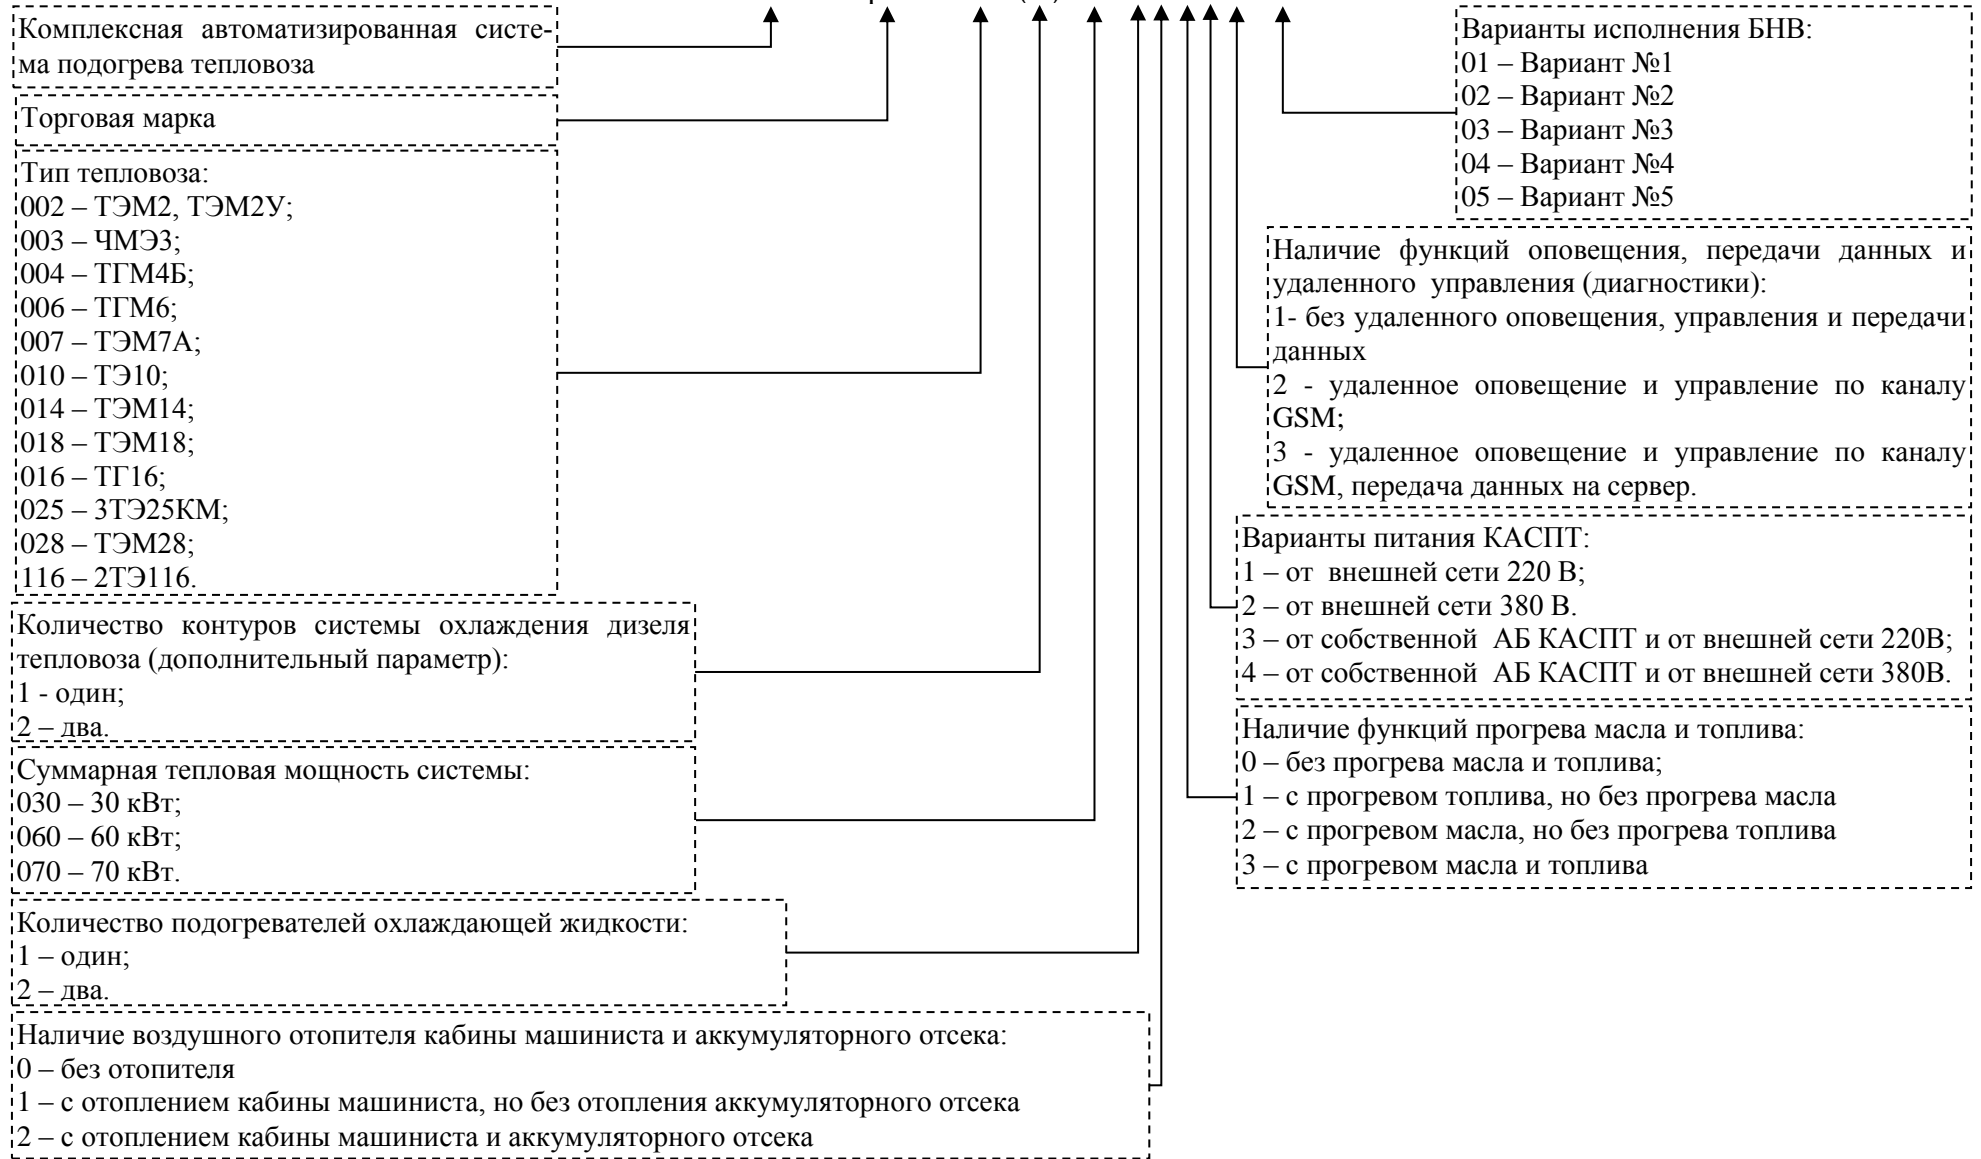 Комплексная автоматизированная систе-
ма подогрева тепловоза
Торговая марка
Тип тепловоза:
002 – ТЭМ2, ТЭМ2У;
003 – ЧМЭ3;
004 – ТГМ4Б;
006 – ТГМ6;
007 – ТЭМ7А;
010 – ТЭ10;
014 – ТЭМ14;
018 – ТЭМ18;
016 – ТГ16;
025 – 3ТЭ25КМ;
028 – ТЭМ28;
116 – 2ТЭ116.
Количество контуров системы охлаждения дизеля
тепловоза (дополнительный параметр):
1 - один;
2 – два.
Суммарная тепловая мощность системы:
030 – 30 кВт;
060 – 60 кВт;
070 – 70 кВт.
Количество подогревателей охлаждающей жидкости:
1 – один;
2 – два.
Наличие воздушного отопителя кабины машиниста и аккумуляторного отсека:
0 – без отопителя
1 – с отоплением кабины машиниста, но без отопления аккумуляторного отсека
2 – с отоплением кабины машиниста и аккумуляторного отсека
Варианты исполнения БНВ:
01 – Вариант №1
02 – Вариант №2
03 – Вариант №3
04 – Вариант №4
05 – Вариант №5
Наличие функций оповещения, передачи данных и
удаленного управления (диагностики):
1- без удаленного оповещения, управления и передачи
данных
2 - удаленное оповещение и управление по каналу
GSM;
3 - удаленное оповещение и управление по каналу
GSM, передача данных на сервер.
Варианты питания КАСПТ:
1 – от внешней сети 220 В;
2 – от внешней сети 380 В.
3 – от собственной АБ КАСПТ и от внешней сети 220В;
4 – от собственной АБ КАСПТ и от внешней сети 380В.
Наличие функций прогрева масла и топлива:
0 – без прогрева масла и топлива;
1 – с прогревом топлива, но без прогрева масла
2 – с прогревом масла, но без прогрева топлива
3 – с прогревом масла и топлива